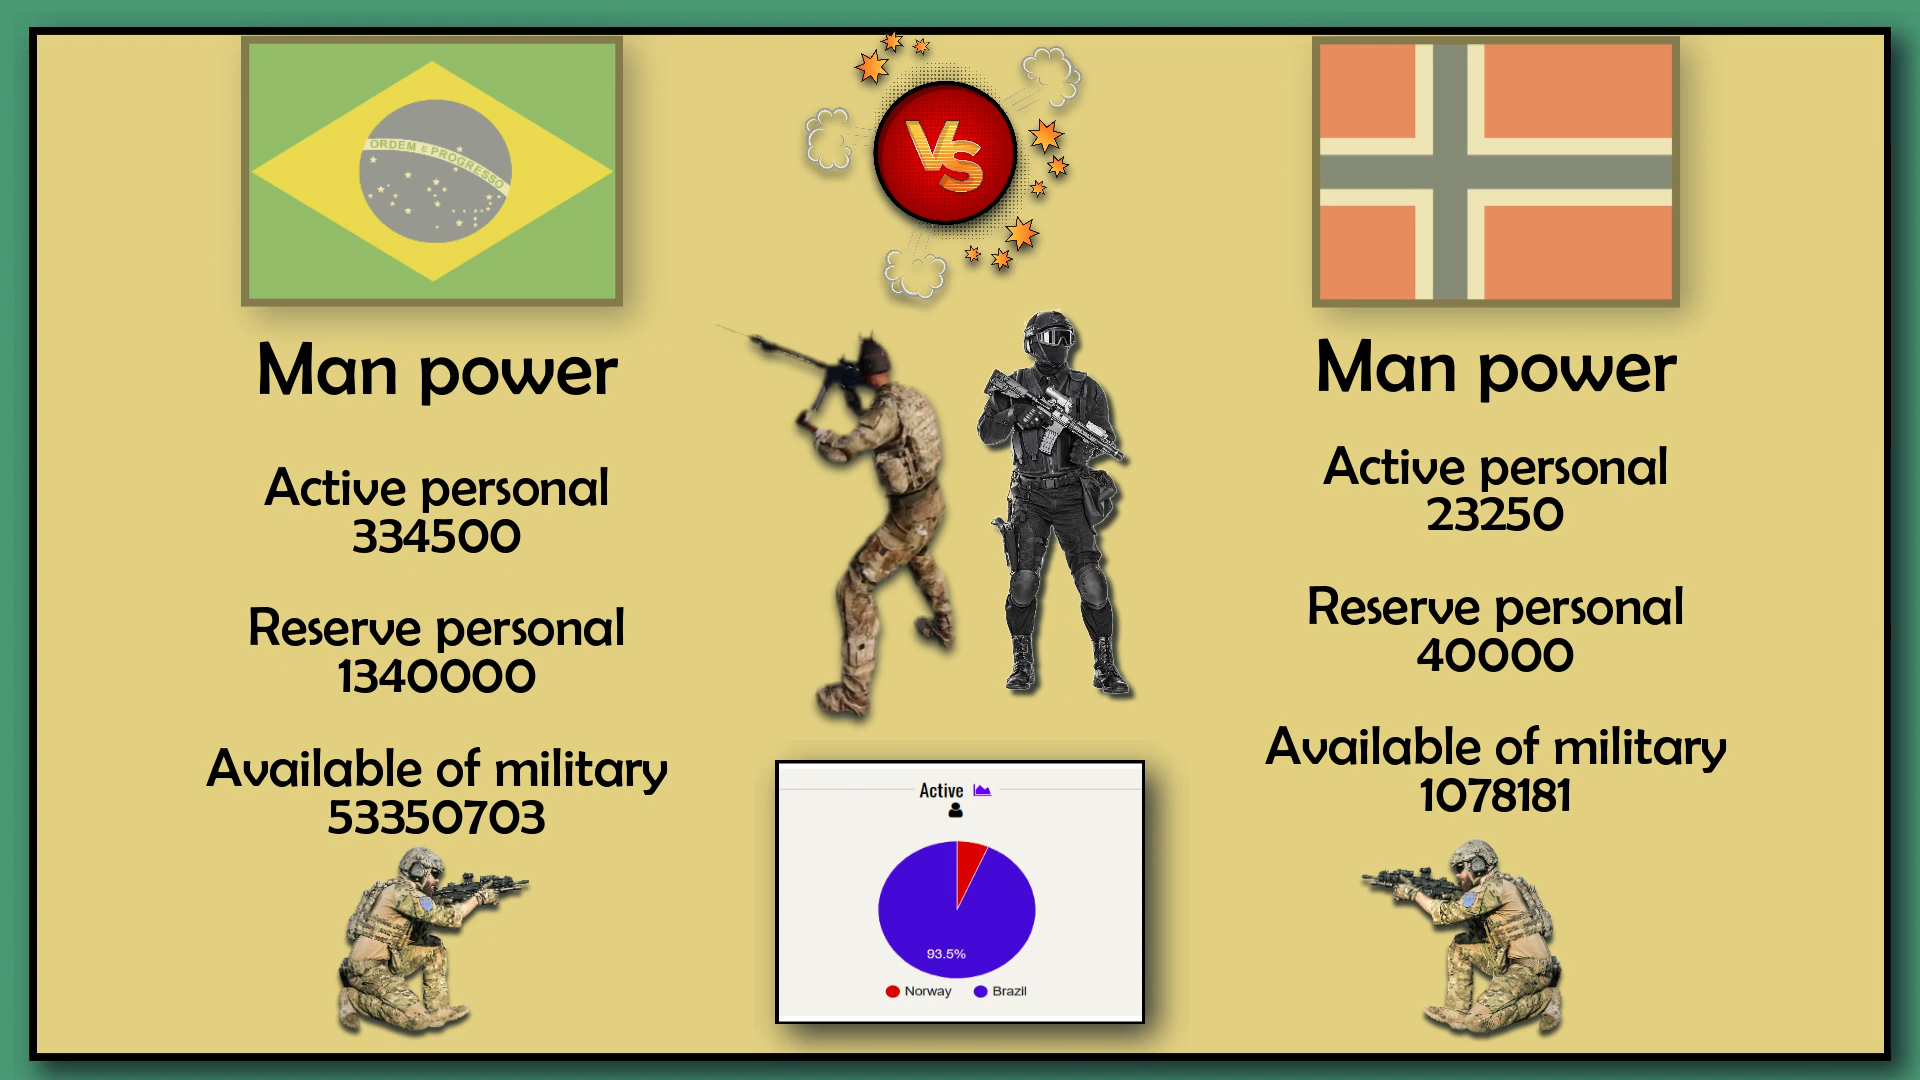 ORDEM E PROGRESSO
VS
Man power
Active personal
334500
Reserve personal
1340000
Available of military
53350703
Man power
Active personal
23250
Reserve personal
40000
Available of military
1078181
Active
93.5%
Norway
Brazil